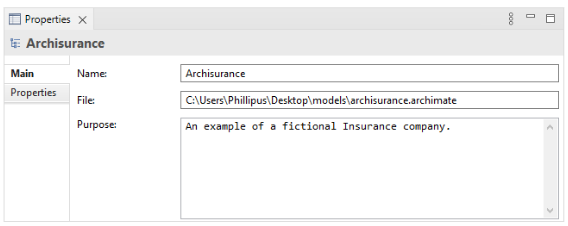 Properties
Archisurance
Main
Name:
Archisurance
Properties
File:
C:\Users\Phillipus\Desktop\models\archisurance.archimate
Purpose:
An example of a fictional Insurance company.